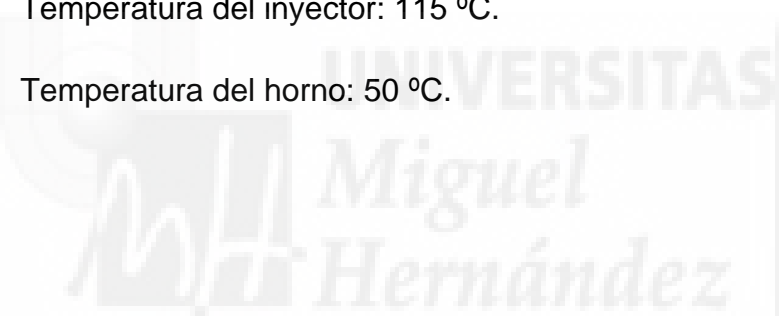 Temperatura del inyector: 115 ºC.
Temperatura del horno: 50 ºC.
UNIVERSITAS
Miguel
Hernández